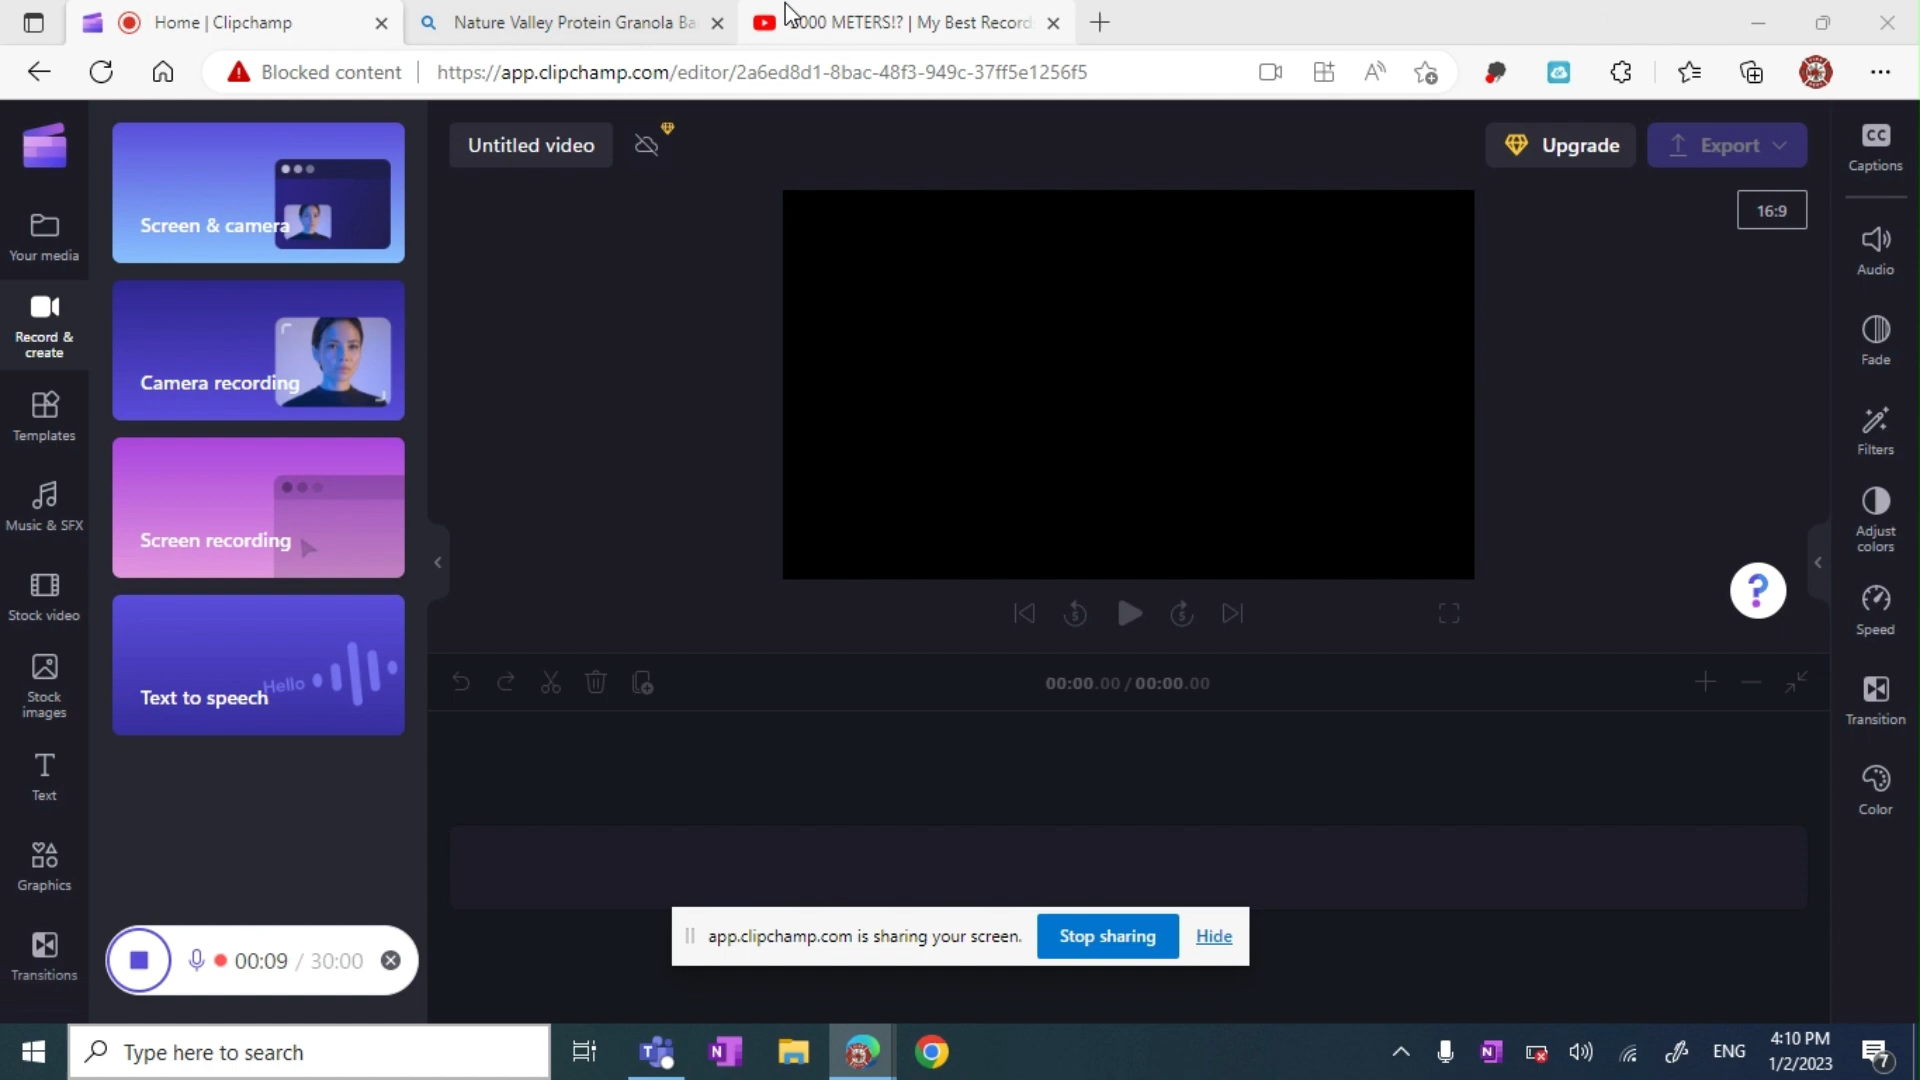 Home | Clipchamp
Nature Valley Protein Granola Ba
000 METERS!? | My Best Record
Blocked content
https://app.clipchamp.com/editor/2a6ed8d1-8bac-48f3-949c-37ff5e1256f5
Your media
Record &
create
Templates
Music & SFX
Stock video
Stock
images
Text
Graphics
Transitions
Screen & camera
Camera recording
Screen recording
Hello
Text to speech
00:09 / 30:00
Untitled video
Upgrade
Export
16:9
5
5
?
00:00.00 / 00:00.00
CC
Captions
Audio
Fade
Filters
Adjust
colors
Speed
Transition
Color
app.clipchamp.com is sharing your screen.
Stop sharing
Hide
Type here to search
T
N
N
ENG
4:10 PM
1/2/2023
7